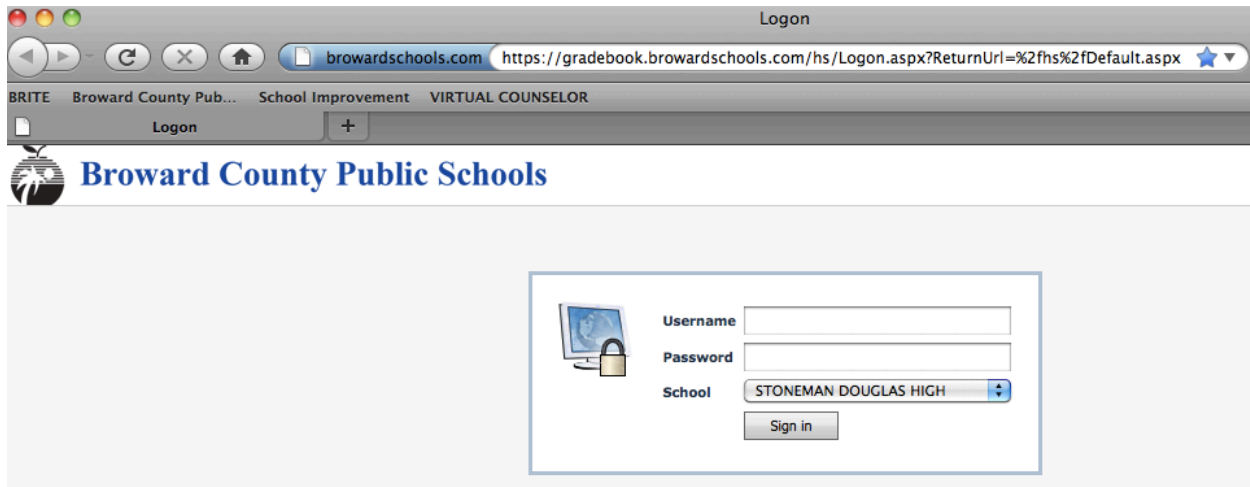 Logon
browardschools.com https://gradebook.browardschools.com/hs/Logon.aspx?ReturnUrl=%2fhs%2fDefault.aspx
BRITE Broward County Pub... School Improvement VIRTUAL COUNSELOR
Logon +
Broward County Public Schools
Username
Password
School STONEMAN DOUGLAS HIGH
Sign in